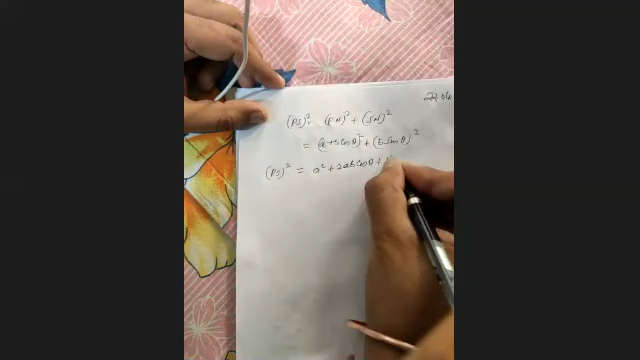 (PS)² = (PN)² + (SN)²
= (a + b cos θ)² + (b sin θ)²
(PS)² = a² + 2ab cos θ +